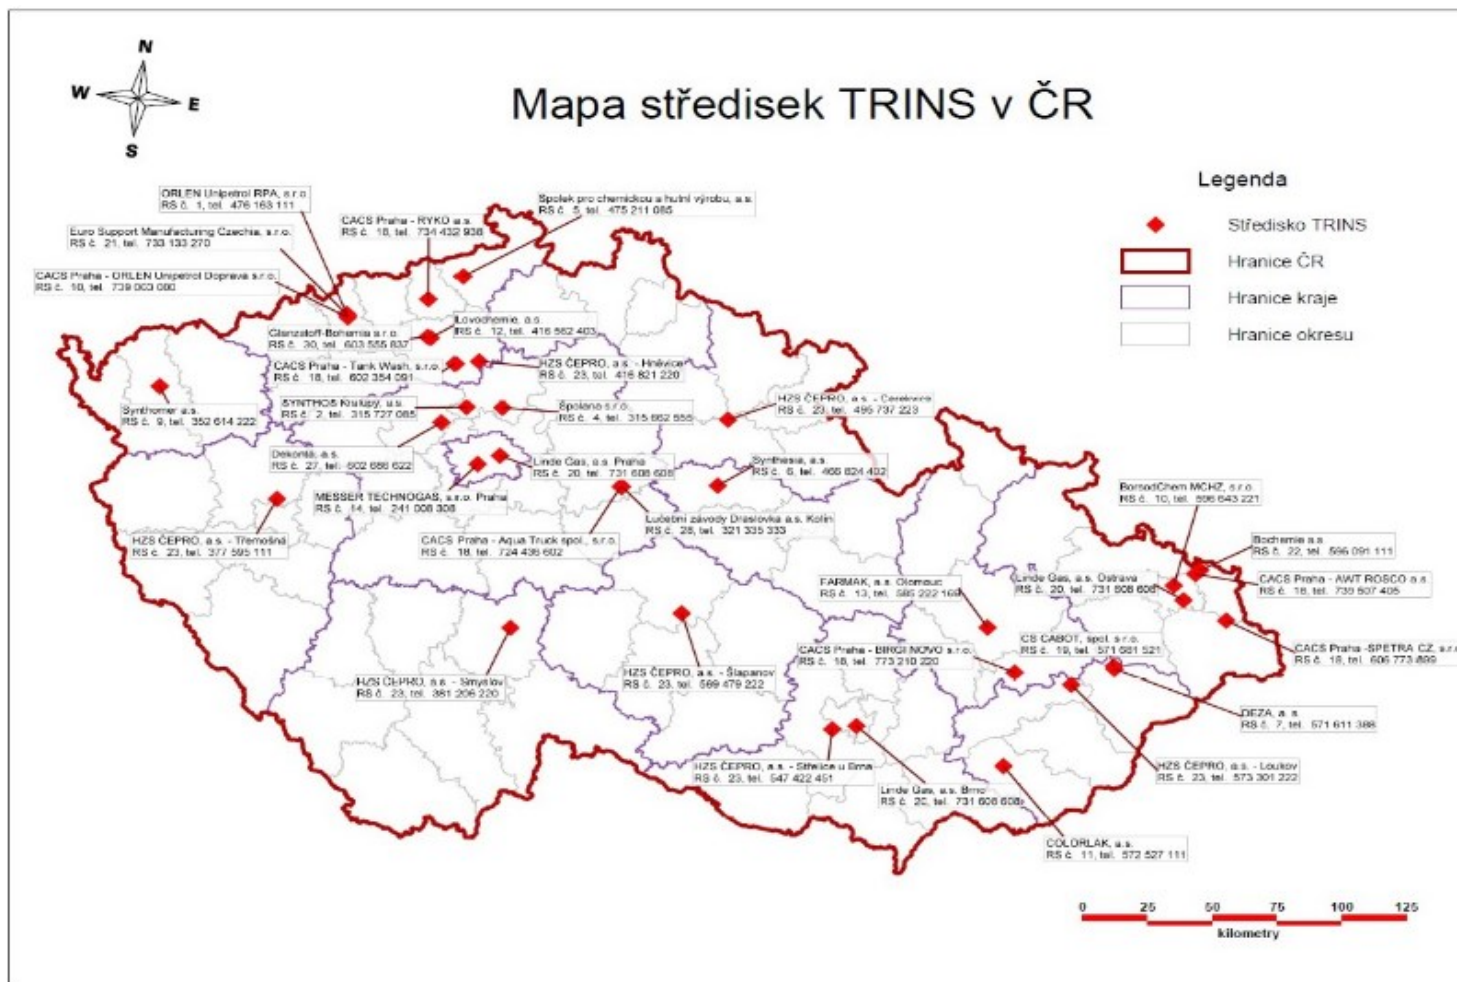 N
W
E
S
Mapa středisek TRINS v ČR
Legenda
Středisko TRINS
Hranice ČR
Hranice kraje
Hranice okresu
ORLEN Unipetrol RPA, s.r.o.
RS č. 1, tel. 476 163 111
Spolek pro chemickou a hutní výrobu, a.s.
RS č. 5, tel. 475 211 085
CACS Praha - RYKO a.s.
RS č. 18, tel. 734 432 938
Euro Support Manufacturing Czechia, s.r.o.
RS č. 21, tel. 733 133 270
CACS Praha - ORLEN Unipetrol Doprava s.r.o.
RS č. 18, tel. 739 003 080
Lovochemie, a.s.
RS č. 12, tel. 416 562 403
Glanzstoff-Bohemia s.r.o.
RS č. 30, tel. 603 555 837
CACS Praha - Tank Wash, s.r.o.
RS č. 18, tel. 602 354 091
HZS ČEPRO, a.s. - Hněvice
RS č. 23, tel. 416 821 220
Synthomer a.s.
RS č. 9, tel. 352 614 222
SYNTHOS Kralupy, a.s.
RS č. 2, tel. 315 727 085
Spolana s.r.o.
RS č. 4, tel. 315 662 555
HZS ČEPRO, a.s. - Cerekvice
RS č. 23, tel. 495 737 223
Dekonta, a.s.
RS č. 27, tel. 602 686 622
Linde Gas, a.s. Praha
RS č. 20, tel. 731 608 608
Synthesia, a.s.
RS č. 6, tel. 466 824 402
MESSER TECHNOGAS, s.r.o. Praha
RS č. 14, tel. 241 008 308
Lučební závody Draslovka a.s. Kolín
RS č. 28, tel. 321 335 333
HZS ČEPRO, a.s. - Třemošná
RS č. 23, tel. 377 595 111
CACS Praha - Aqua Truck spol., s.r.o.
RS č. 18, tel. 724 436 602
BorsodChem MCHZ, s.r.o.
RS č. 10, tel. 596 643 221
Bochemie a.s.
RS č. 22, tel. 596 091 111
CACS Praha - AWT ROSCO a.s.
RS č. 18, tel. 739 507 405
Linde Gas, a.s. Ostrava
RS č. 20, tel. 731 608 608
FARMAK, a.s. Olomouc
RS č. 13, tel. 585 222 169
CS CABOT, spol. s r.o.
RS č. 19, tel. 571 681 521
CACS Praha -SPETRA CZ, s.r.o
RS č. 18, tel. 606 773 899
CACS Praha - BIRGI NOVO s.r.o.
RS č. 18, tel. 773 210 220
HZS ČEPRO, a.s. - Smyslov
RS č. 23, tel. 381 206 220
HZS ČEPRO, a.s. - Šlapanov
RS č. 23, tel. 569 479 222
DEZA, a.s.
RS č. 7, tel. 571 611 388
HZS ČEPRO, a.s. - Střelice u Brna
RS č. 23, tel. 547 422 451
HZS ČEPRO, a.s. - Loukov
RS č. 23, tel. 573 301 222
Linde Gas, a.s. Brno
RS č. 20, tel. 731 608 608
COLORLAK, a.s.
RS č. 11, tel. 572 527 111
0 25 50 75 100 125
kilometry